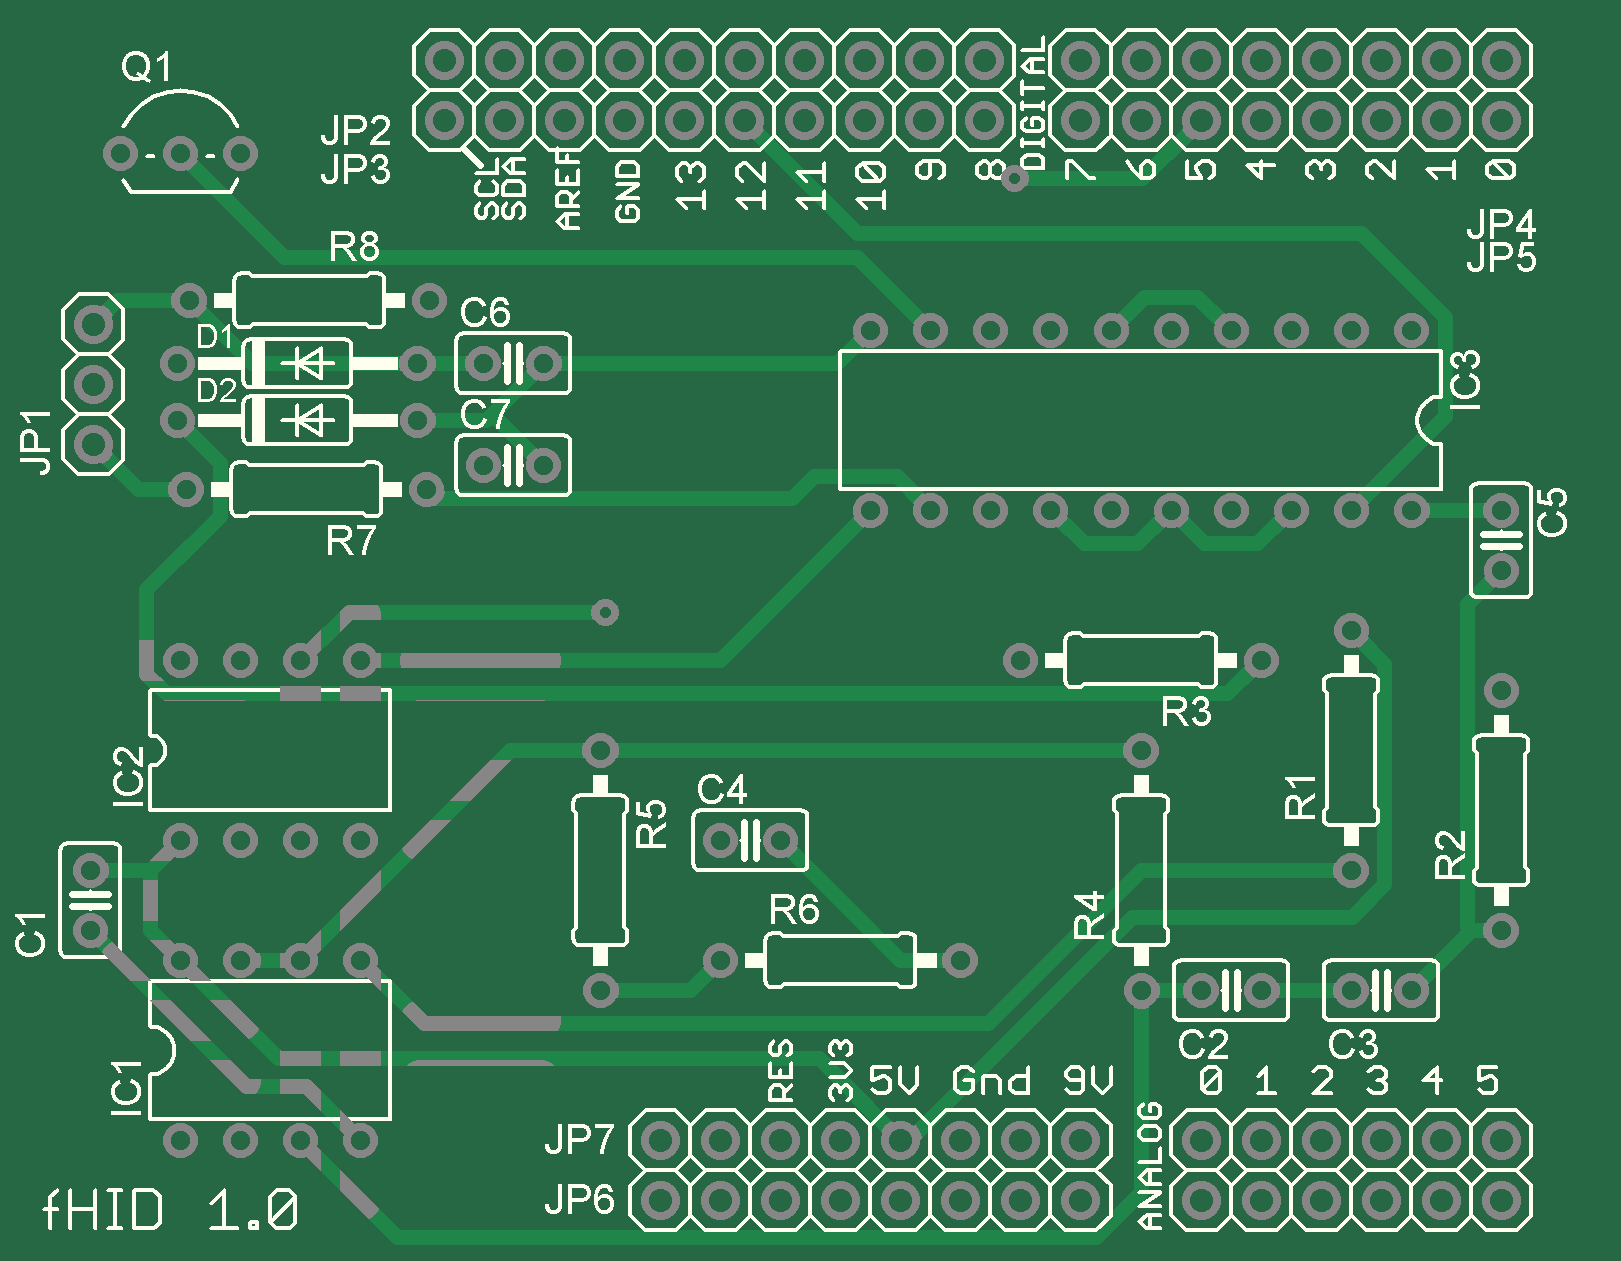 Q1
JP2
JP3
SCL
SDA
AREF
GND
13
12
11
10
9
8
DIGITAL
7
6
5
4
3
2
1
0
JP4
JP5
R8
C6
D1
D2
C7
JP1
R7
IC3
C5
R3
IC2
R5
C4
R1
R2
R6
R4
C1
C2
C3
IC1
RES
3V3
5V
Gnd
9V
0
1
2
3
4
5
ANALOG
JP7
JP6
fHID 1.0